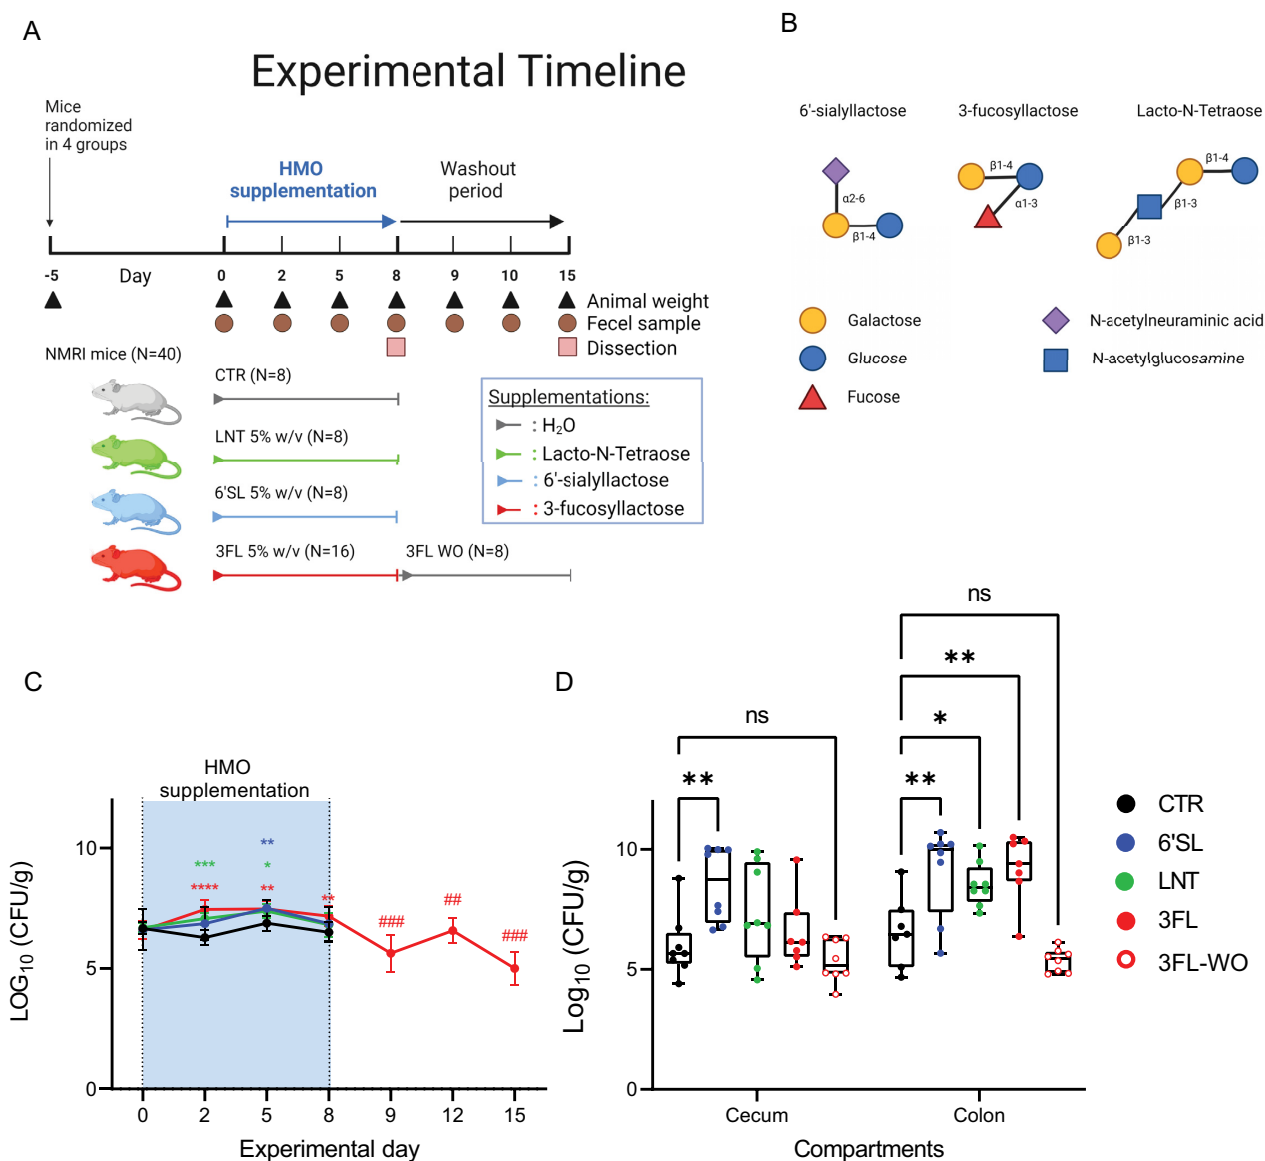 A
Experimental Timeline
Mice
randomized
in 4 groups
HMO
supplementation
Washout
period
-5 Day 0 2 5 8 9 10 15
Animal weight
Fecel sample
Dissection
NMRI mice (N=40)
CTR (N=8)
LNT 5% w/v (N=8)
6'SL 5% w/v (N=8)
3FL 5% w/v (N=16)
3FL WO (N=8)
Supplementations:
: H₂O
: Lacto-N-Tetraose
: 6'-sialyllactose
: 3-fucosyllactose
B
6'-sialyllactose 3-fucosyllactose Lacto-N-Tetraose
α2-6
β1-4
β1-4
α1-3
β1-4
β1-3
β1-3
Galactose
Glucose
Fucose
N-acetylneuraminic acid
N-acetylglucosamine
C
HMO
supplementation
LOG₁₀ (CFU/g)
10
5
0
***
****
**
*
**
**
###
##
###
0 2 5 8 9 12 15
Experimental day
D
Log₁₀ (CFU/g)
10
5
0
ns
**
ns
**
*
**
Cecum Colon
Compartments
CTR
6'SL
LNT
3FL
3FL-WO